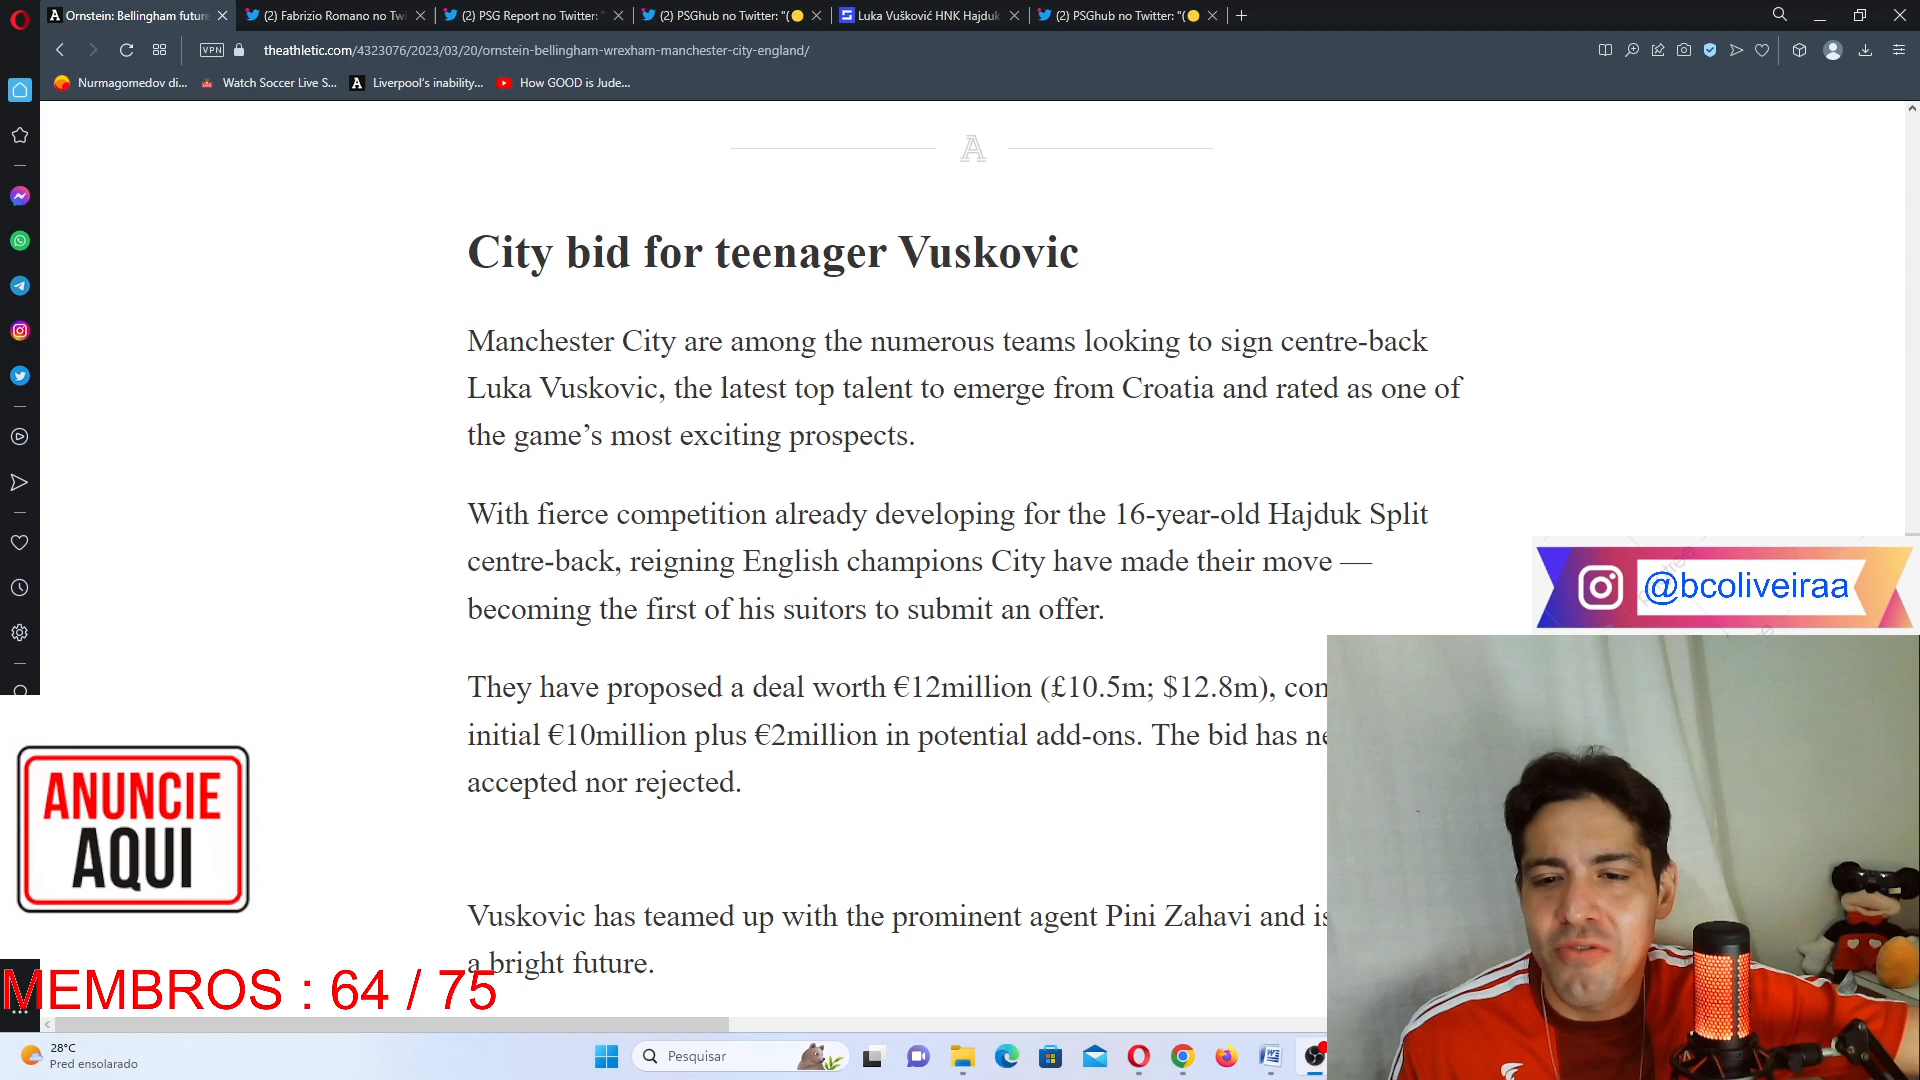 Ornstein: Bellingham future
(2) Fabrizio Romano no Twi
(2) PSG Report no Twitter: "
(2) PSGhub no Twitter: "(
Luka Vušković HNK Hajduk
(2) PSGhub no Twitter: "(
VPN
theathletic.com/4323076/2023/03/20/ornstein-bellingham-wrexham-manchester-city-england/
Nurmagomedov di...
Watch Soccer Live S...
Liverpool's inability...
How GOOD is Jude...
City bid for teenager Vuskovic
Manchester City are among the numerous teams looking to sign centre-back
Luka Vuskovic, the latest top talent to emerge from Croatia and rated as one of
the game's most exciting prospects.
With fierce competition already developing for the 16-year-old Hajduk Split
centre-back, reigning English champions City have made their move —
becoming the first of his suitors to submit an offer.
@bcoliveiraa
They have proposed a deal worth €12million (£10.5m; $12.8m), con
initial €10million plus €2million in potential add-ons. The bid has ne
accepted nor rejected.
ANUNCIE
AQUI
Vuskovic has teamed up with the prominent agent Pini Zahavi and is
a bright future.
MEMBROS : 64 / 75
28°C
Pred ensolarado
Pesquisar